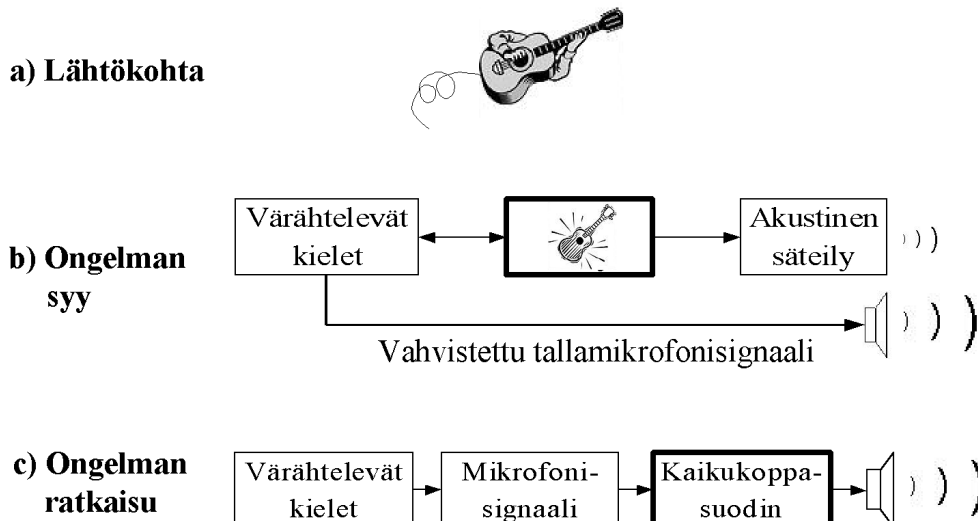 a) Lähtökohta
b) Ongelman
syy
Värähtelevät
kielet
Akustinen
säteily
Vahvistettu tallamikrofonisignaali
c) Ongelman
ratkaisu
Värähtelevät
kielet
Mikrofoni-
signaali
Kaikukoppa-
suodin